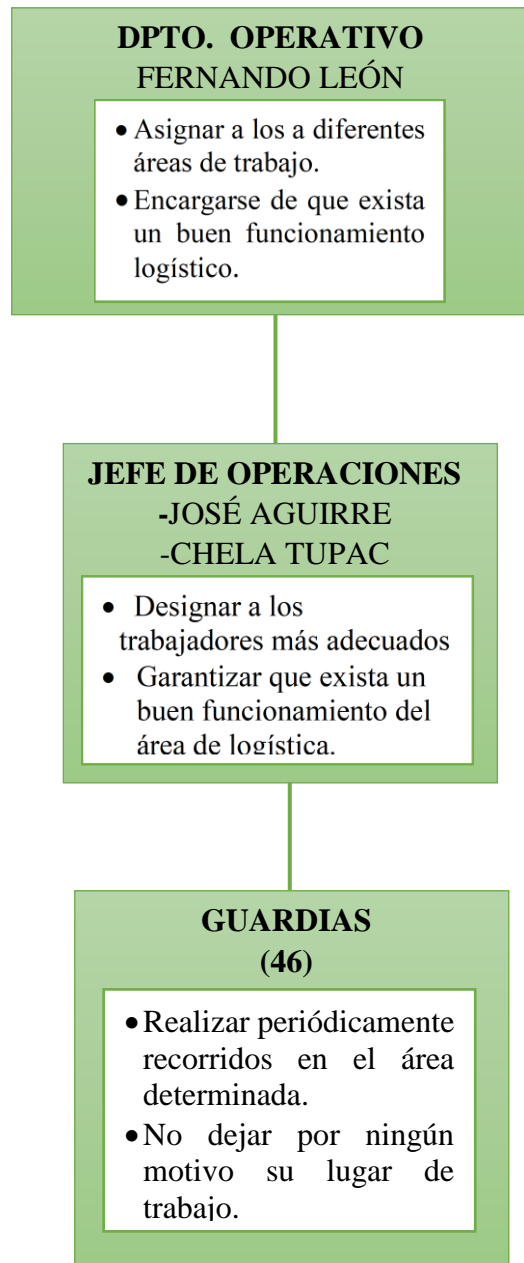 DPTO. OPERATIVO
FERNANDO LEÓN
• Asignar a los a diferentes
áreas de trabajo.
• Encargarse de que exista
un buen funcionamiento
logístico.
JEFE DE OPERACIONES
-JOSÉ AGUIRRE
-CHELA TUPAC
• Designar a los
trabajadores más adecuados
• Garantizar que exista un
buen funcionamiento del
área de logística.
GUARDIAS
(46)
• Realizar periódicamente
recorridos en el área
determinada.
• No dejar por ningún
motivo su lugar de
trabajo.